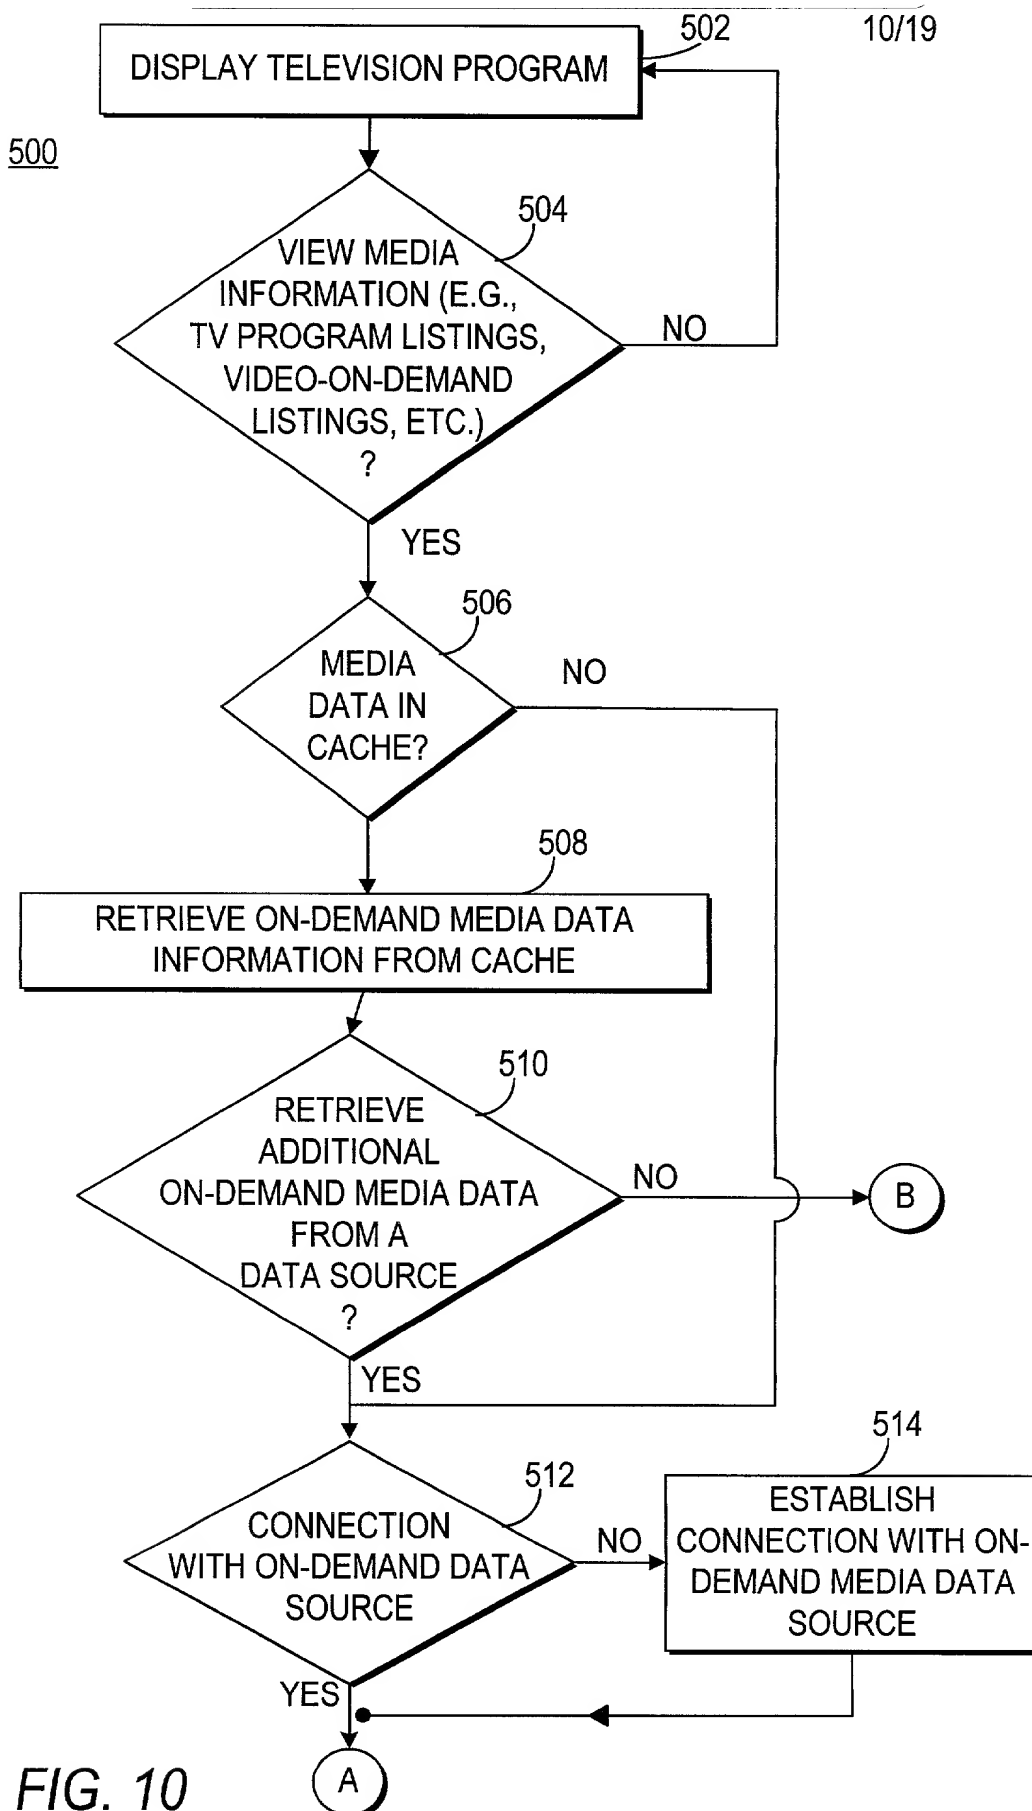 502
10/19
DISPLAY TELEVISION PROGRAM
500
504
VIEW MEDIA
INFORMATION (E.G.,
TV PROGRAM LISTINGS,
VIDEO-ON-DEMAND
LISTINGS, ETC.)
?
NO
YES
506
MEDIA
DATA IN
CACHE?
NO
508
RETRIEVE ON-DEMAND MEDIA DATA
INFORMATION FROM CACHE
510
RETRIEVE
ADDITIONAL
ON-DEMAND MEDIA DATA
FROM A
DATA SOURCE
?
NO
B
YES
512
CONNECTION
WITH ON-DEMAND DATA
SOURCE
NO
514
ESTABLISH
CONNECTION WITH ON-
DEMAND MEDIA DATA
SOURCE
YES
A
FIG. 10